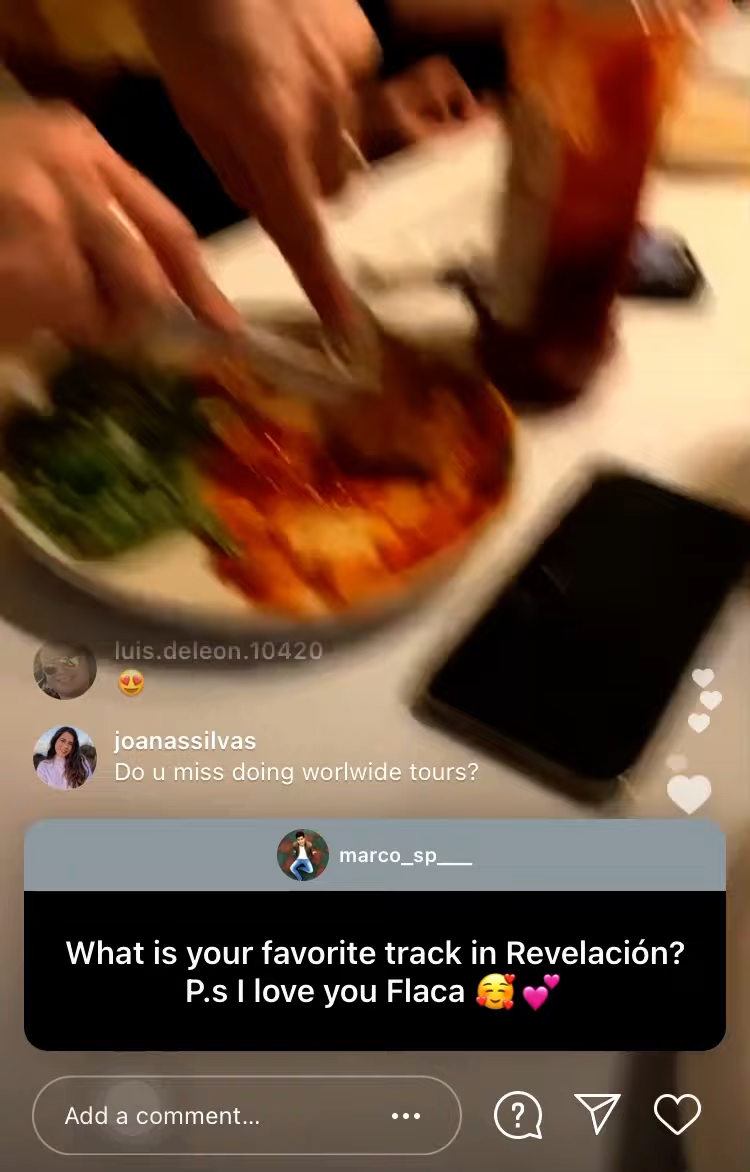 luis.deleon.10420
😍
joanassilvas
Do u miss doing worlwide tours?
marco_sp___
What is your favorite track in Revelación?
P.s I love you Flaca 🥰💕
Add a comment...